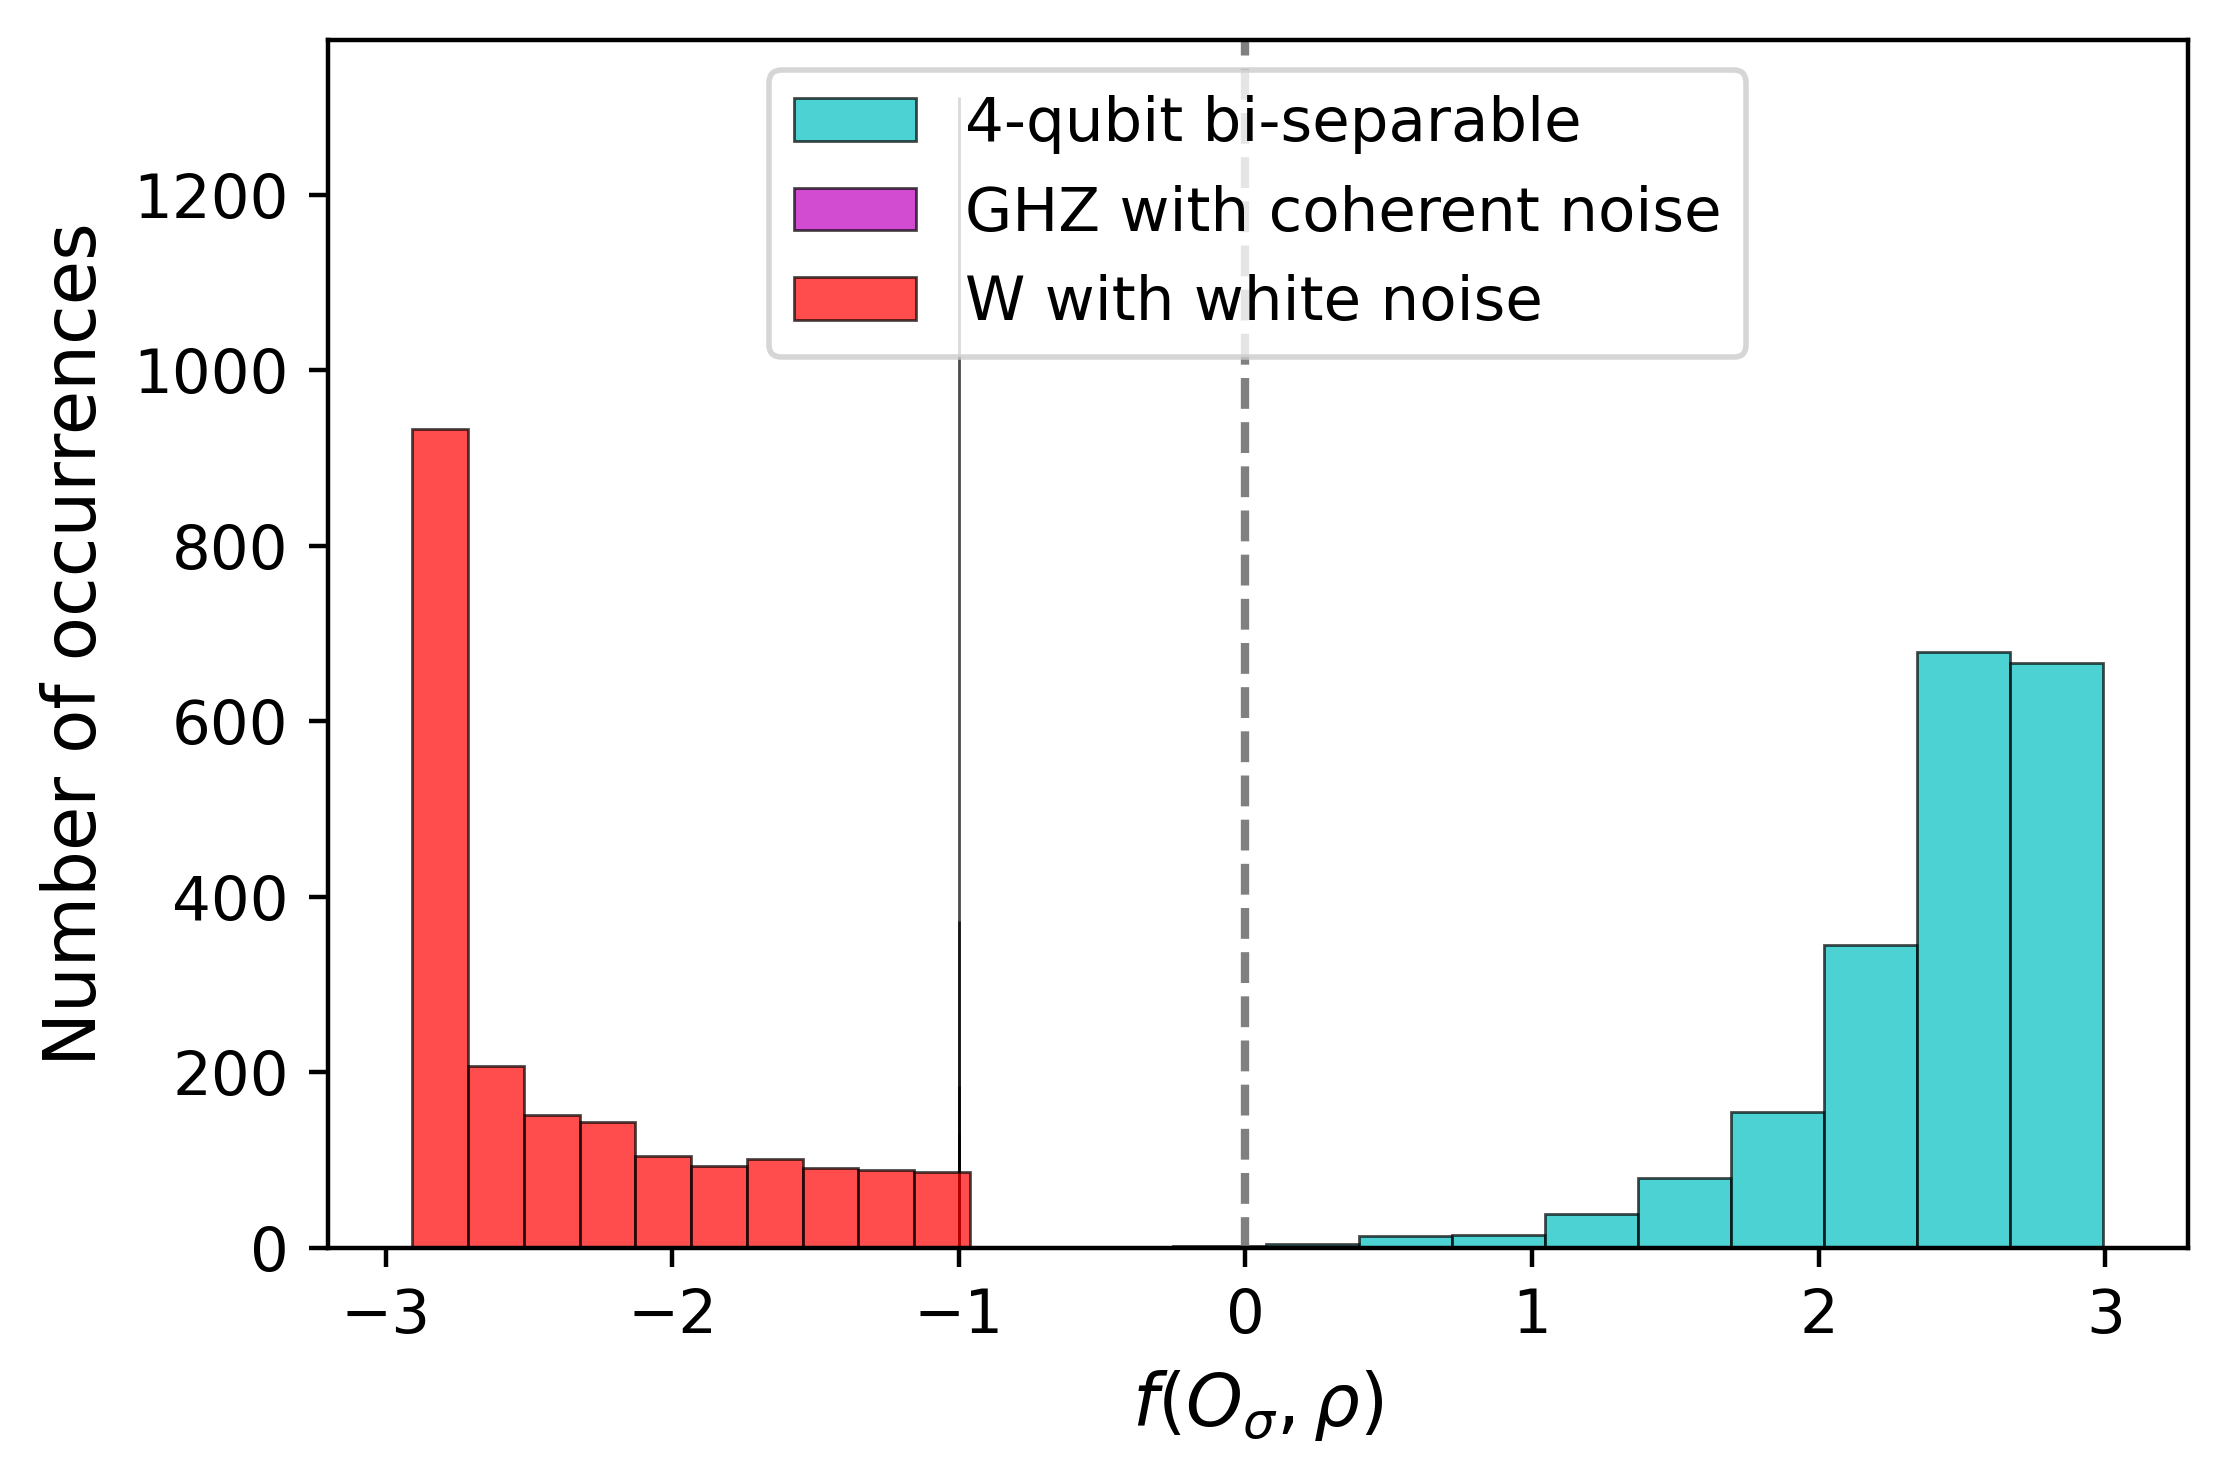 4-qubit bi-separable
GHZ with coherent noise
W with white noise
Number of occurrences
1200
1000
800
600
400
200
0
−3 −2 −1 0 1 2 3
f(O_σ, ρ)